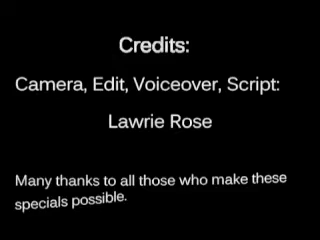 Credits:
Camera, Edit, Voiceover, Script:
Lawrie Rose
Many thanks to all those who make these
specials possible.